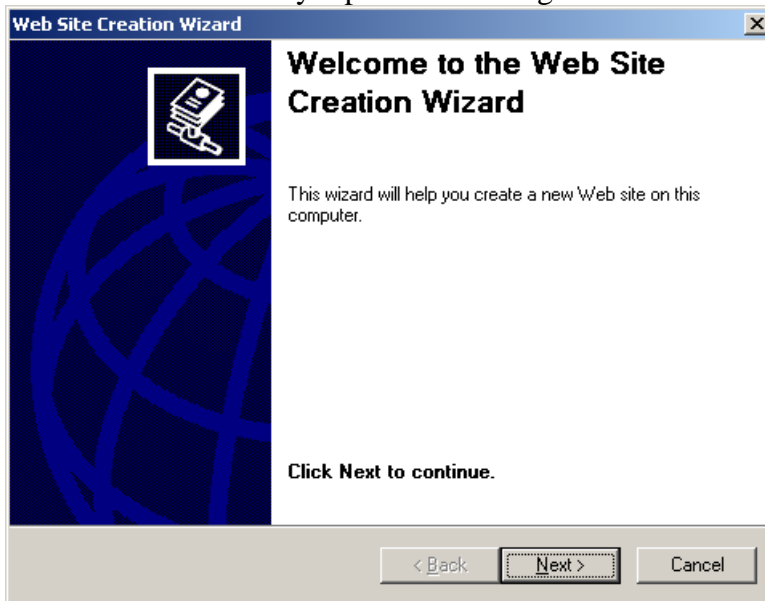 Web Site Creation Wizard
Welcome to the Web Site
Creation Wizard
This wizard will help you create a new Web site on this
computer.
Click Next to continue.
< Back
Next >
Cancel